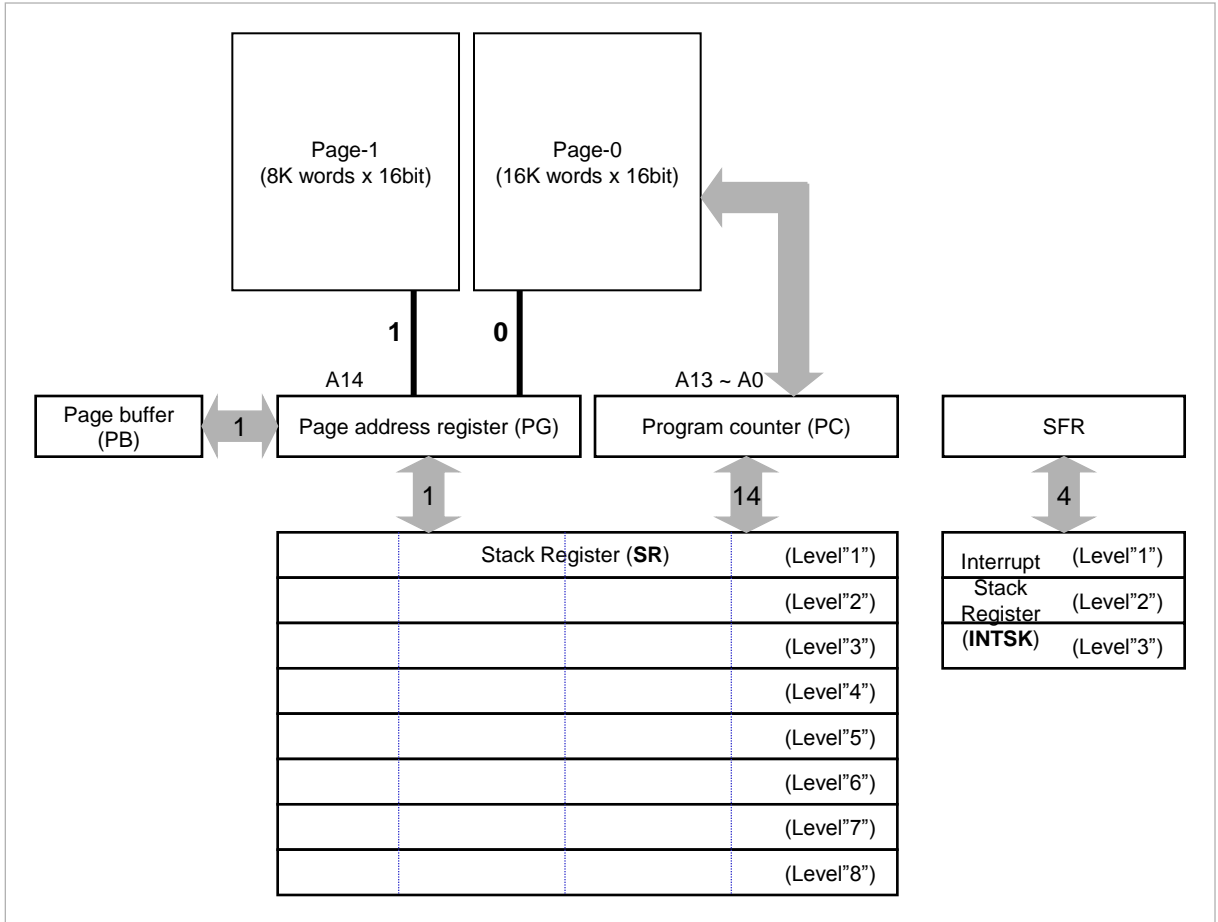 Page-1
(8K words x 16bit)
Page-0
(16K words x 16bit)
1
0
A14
A13 ~ A0
Page buffer
(PB)
1
Page address register (PG)
Program counter (PC)
SFR
1
14
4
Stack Register (SR)
(Level”1”)
(Level”2”)
(Level”3”)
(Level”4”)
(Level”5”)
(Level”6”)
(Level”7”)
(Level”8”)
Interrupt
Stack
Register
(INTSK)
(Level”1”)
(Level”2”)
(Level”3”)